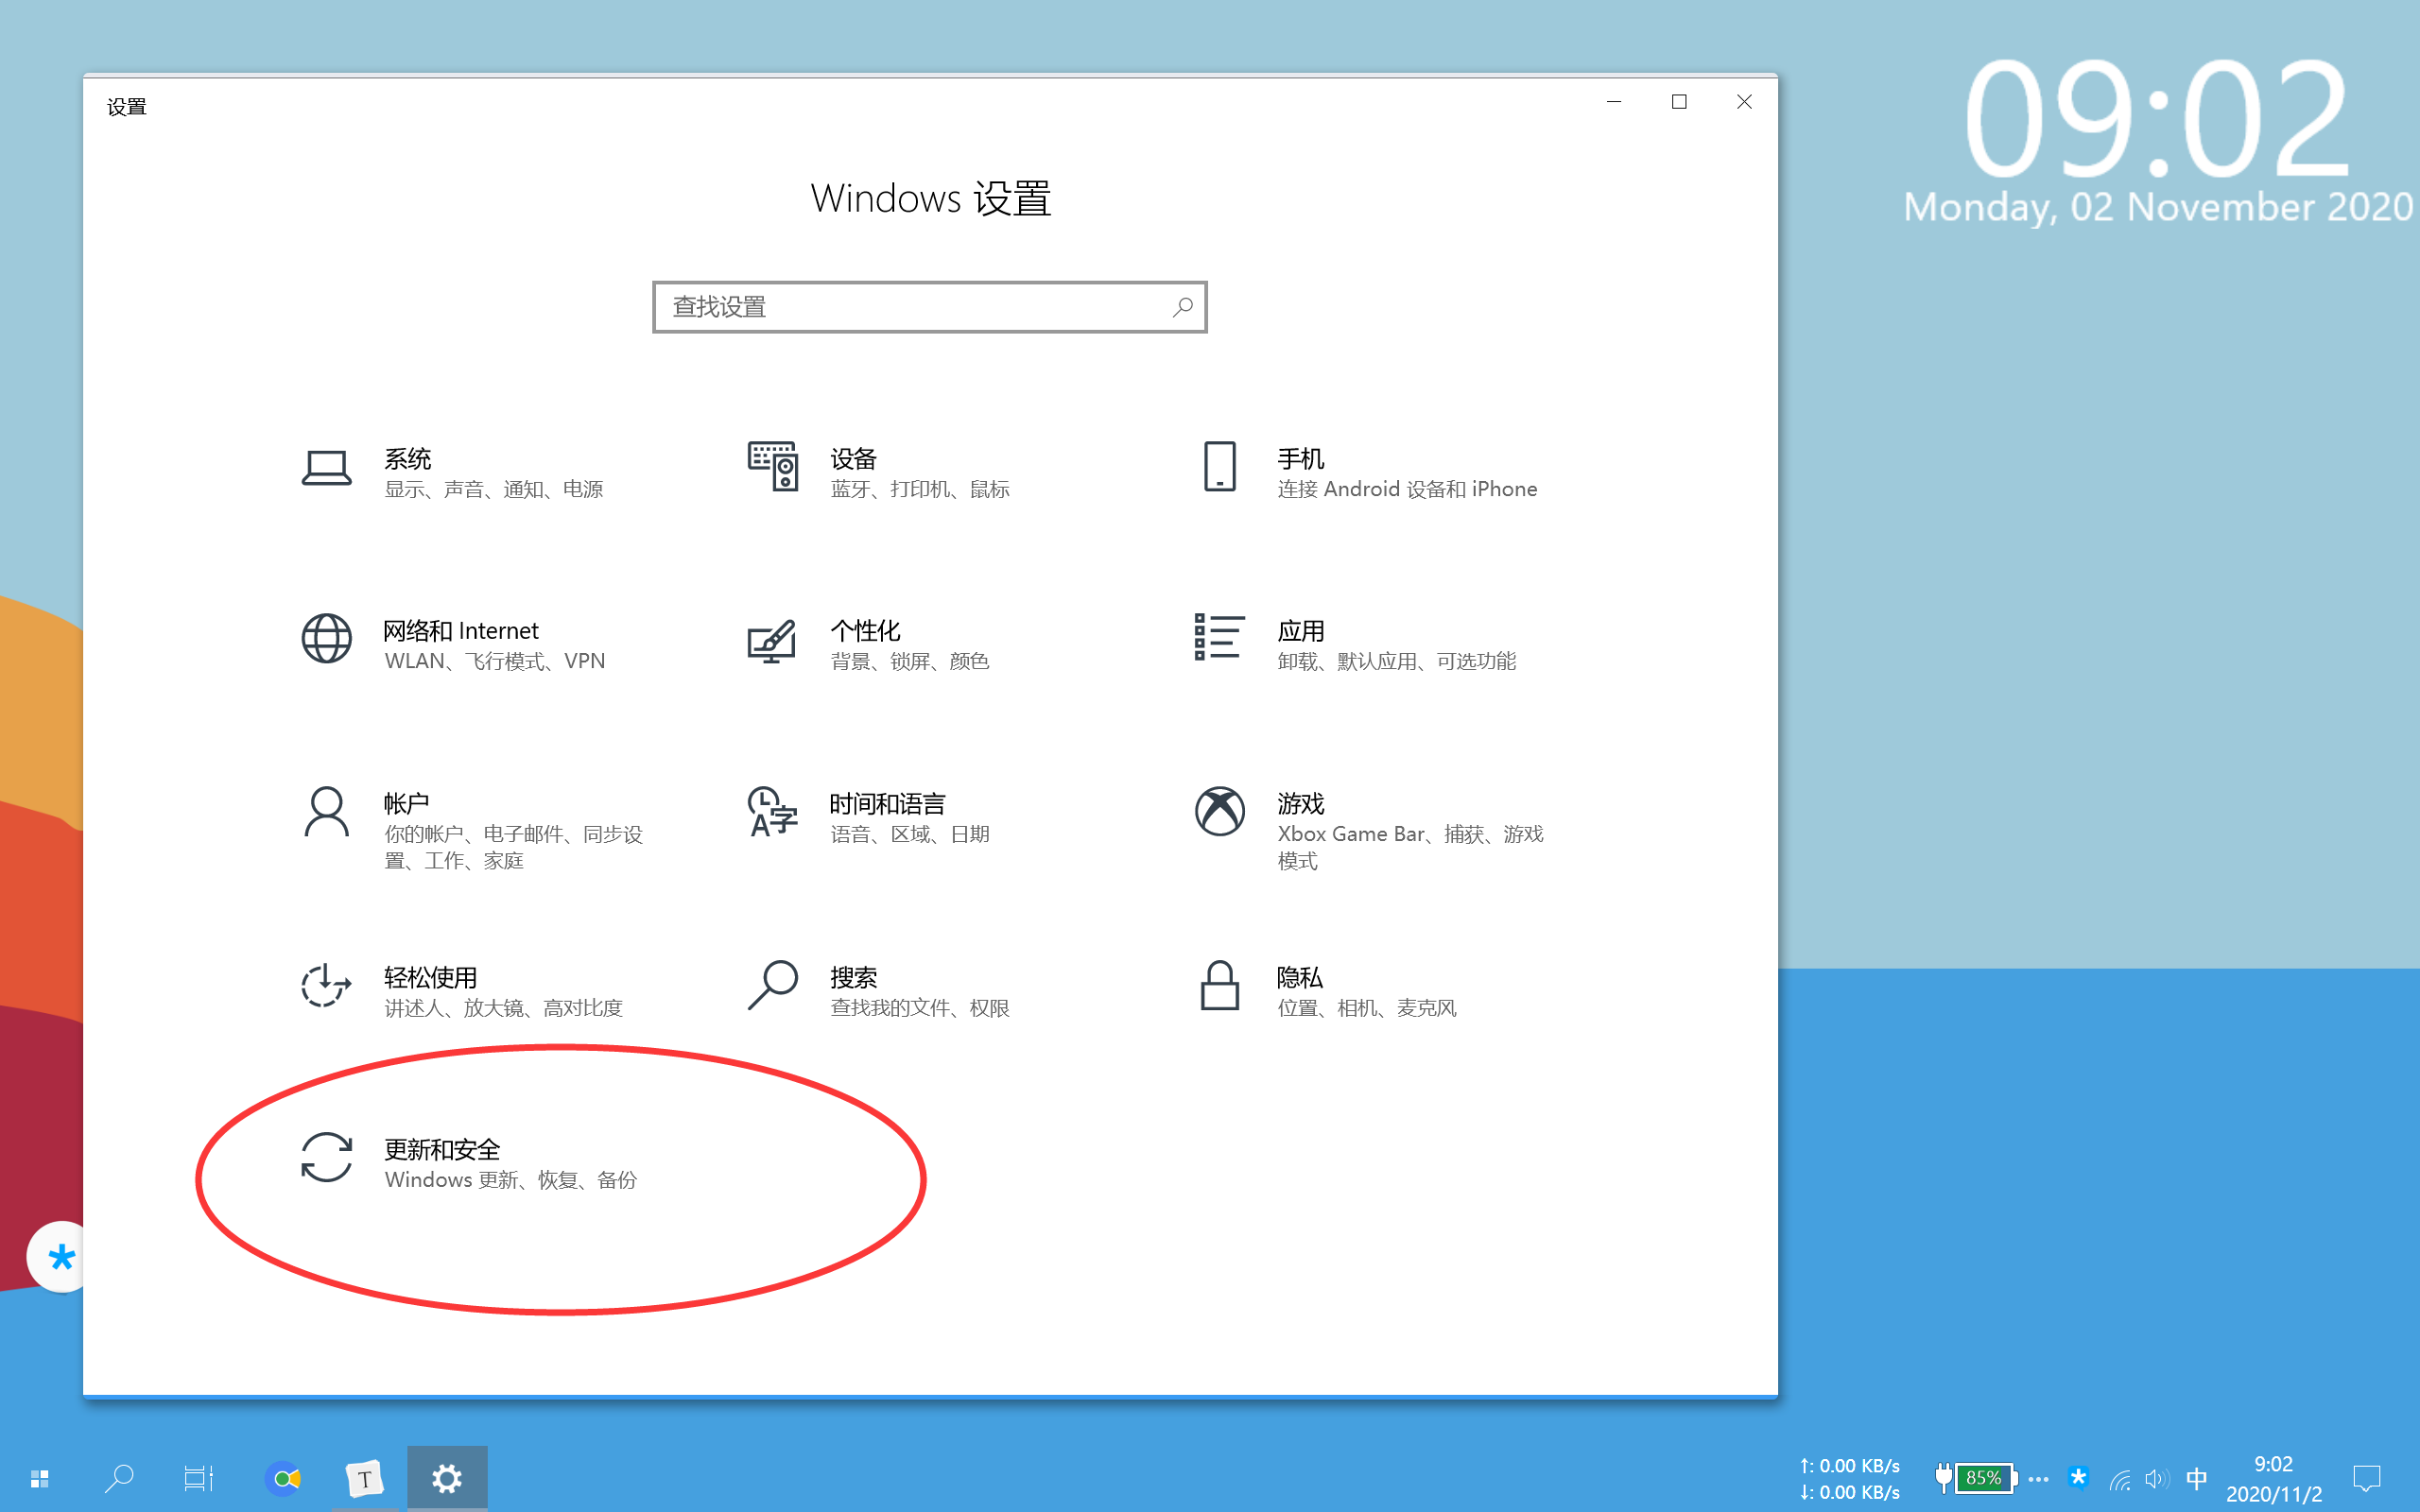 09:02
Monday, 02 November 2020
设置
Windows 设置
查找设置
系统
显示、声音、通知、电源
设备
蓝牙、打印机、鼠标
手机
连接 Android 设备和 iPhone
网络和 Internet
WLAN、飞行模式、VPN
个性化
背景、锁屏、颜色
应用
卸载、默认应用、可选功能
帐户
你的帐户、电子邮件、同步设
置、工作、家庭
时间和语言
语音、区域、日期
游戏
Xbox Game Bar、捕获、游戏
模式
轻松使用
讲述人、放大镜、高对比度
搜索
查找我的文件、权限
隐私
位置、相机、麦克风
更新和安全
Windows 更新、恢复、备份
T
↑: 0.00 KB/s
↓: 0.00 KB/s
85%
中
9:02
2020/11/2